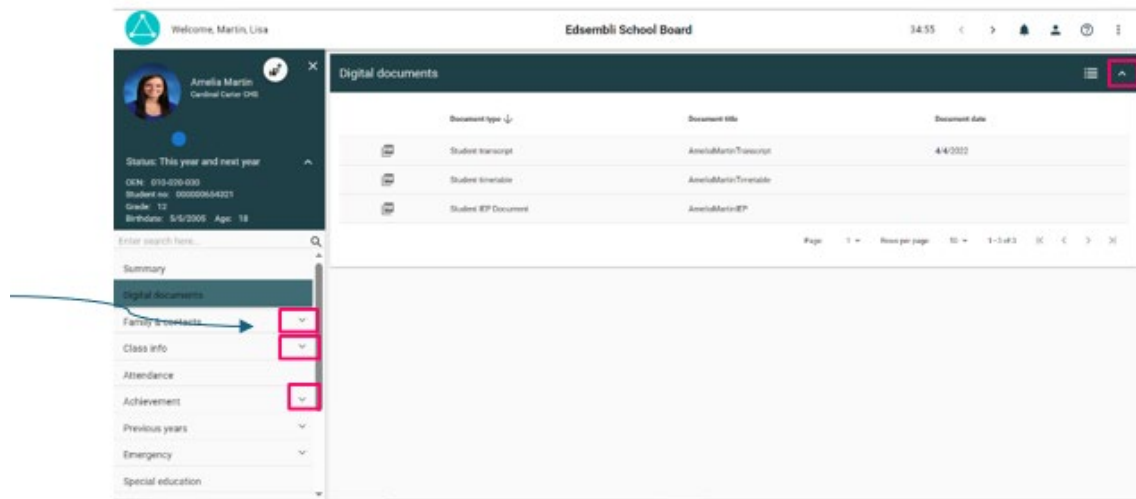 Welcome, Martin, Lisa
Edsembli School Board
34:55
Amelia Martin
Cardinal Carter CHS
Status: This year and next year
OEN: 010-020-030
Student no: 000000654321
Grade: 12
Birthdate: 5/5/2005 Age: 18
Enter search here...
Summary
Digital documents
Family & contacts
Class info
Attendance
Achievement
Previous years
Emergency
Special education
Digital documents
Document type Document title Document date
Student transcript AmeliaMartinTranscript 4/4/2022
Student timetable AmeliaMartinTimetable
Student IEP Document AmeliaMartinIEP
Page 1 Rows per page 10 1-3 of 3